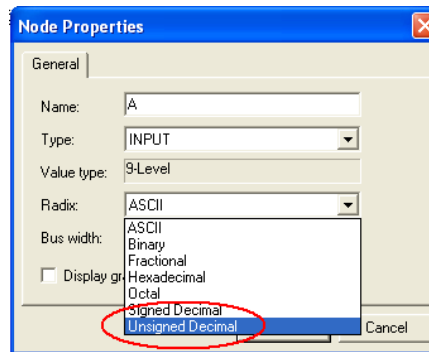 Node Properties
General
Name: A
Type: INPUT
Value type: 9-Level
Radix: ASCII
ASCII
Bus width: Binary
Fractional
Display gr Hexadecimal
Octal
Signed Decimal
Unsigned Decimal
Cancel